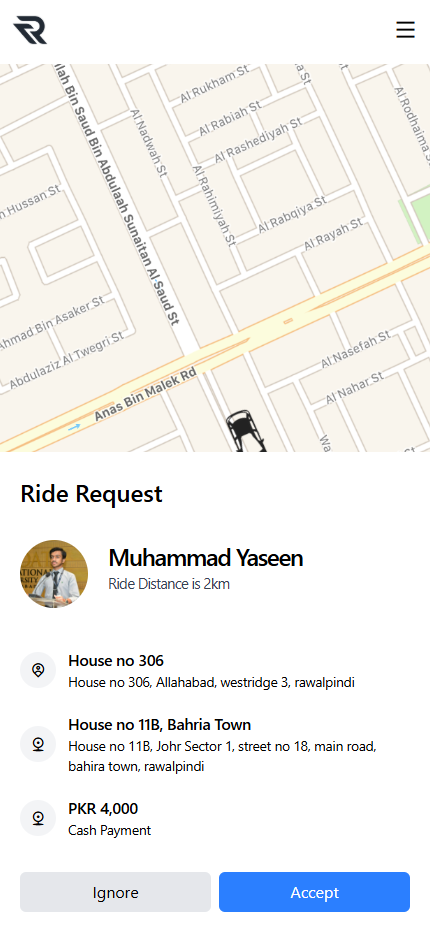 R
Al Rukham St
Al Rabiah St
Al Rashediyah St
Al Nadwah St
Al Rodhaima St
llah Bin Saud Bin Abdulaah Sunaitan Al Saud St
Al Rahimiyah St
n Hussan St
Al Rabqiya St
Al Rayah St
Ahmad Bin Asaker St
Abdulaziz Al Twegri St
Al Nasefah St
Anas Bin Malek Rd
Al Nahar St
Wa
Ride Request
Muhammad Yaseen
Ride Distance is 2km
House no 306
House no 306, Allahabad, westridge 3, rawalpindi
House no 11B, Bahria Town
House no 11B, Johr Sector 1, street no 18, main road,
bahira town, rawalpindi
PKR 4,000
Cash Payment
Ignore
Accept